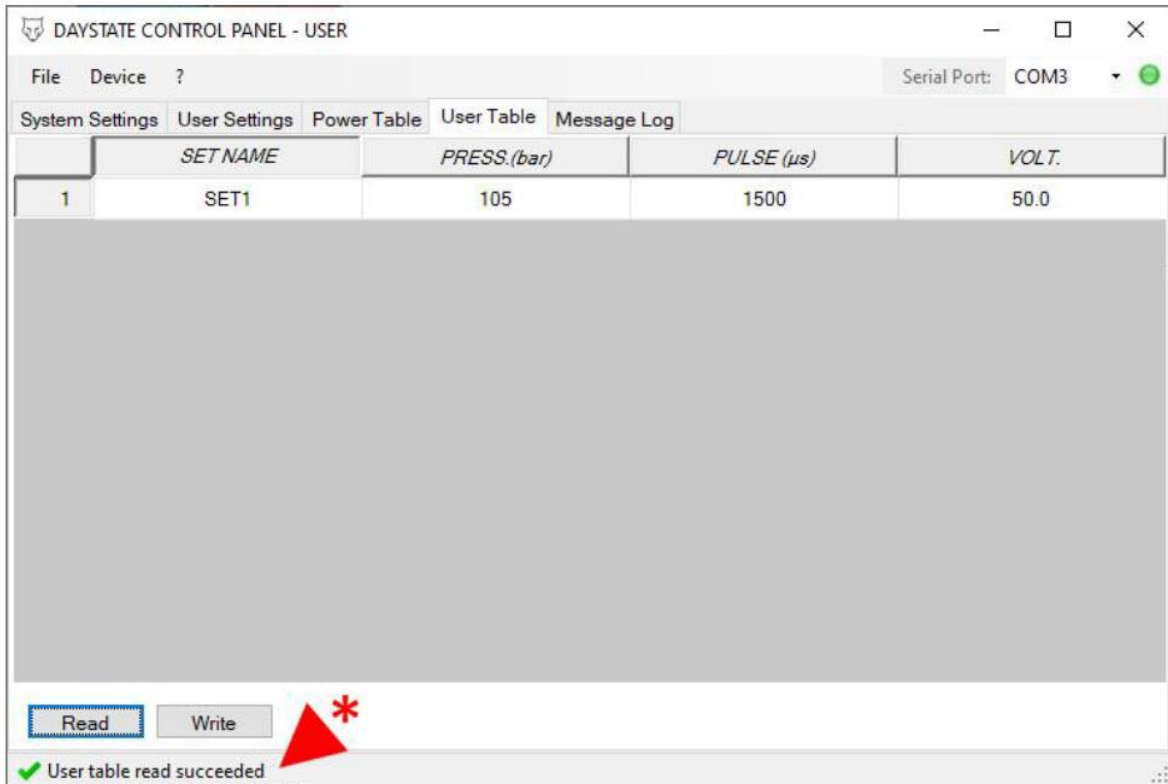 DAYSTATE CONTROL PANEL - USER
File Device ? Serial Port: COM3
System Settings User Settings Power Table User Table Message Log
SET NAME PRESS.(bar) PULSE (µs) VOLT.
1 SET1 105 1500 50.0
Read Write *
User table read succeeded